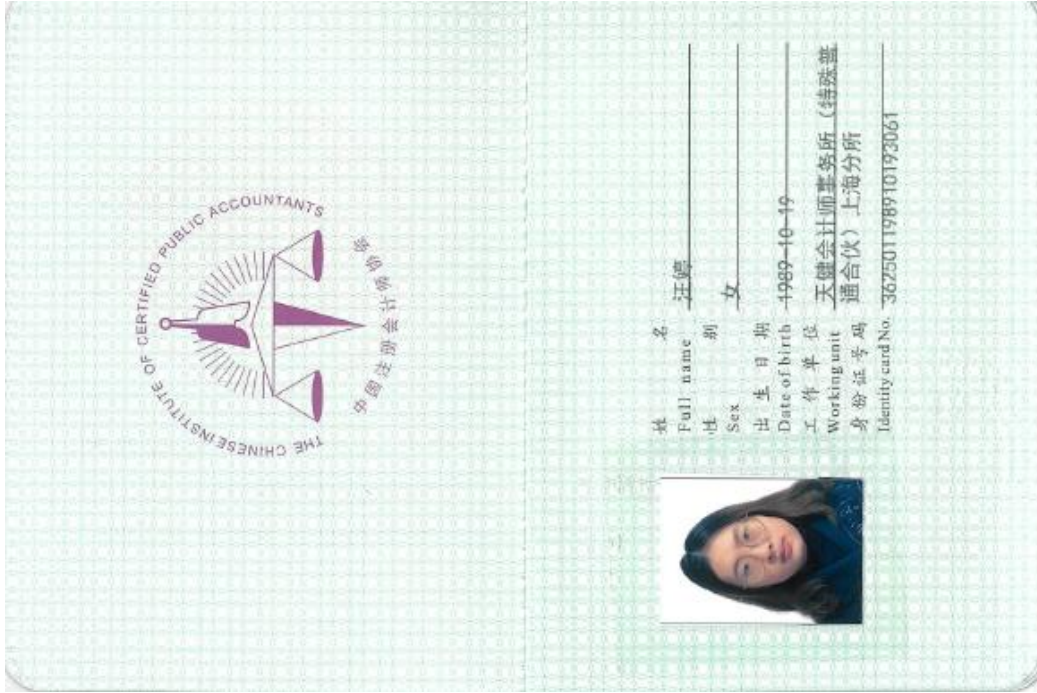 THE CHINESE INSTITUTE OF CERTIFIED PUBLIC ACCOUNTANTS
中国注册会计师协会
姓 名 汪婷
Full name
性 别 女
Sex
出 生 日 期 1989-10-19
Date of birth
工 作 单 位 天健会计师事务所（特殊普
Working unit 通合伙）上海分所
身 份 证 号 码
Identity card No. 362501198910193061